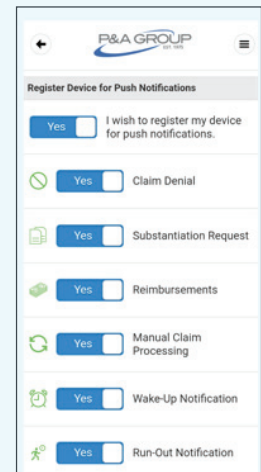 P&A GROUP
EST. 1975
Register Device for Push Notifications
Yes
I wish to register my device
for push notifications.
Yes
Claim Denial
Yes
Substantiation Request
Yes
Reimbursements
Yes
Manual Claim
Processing
Yes
Wake-Up Notification
Yes
Run-Out Notification